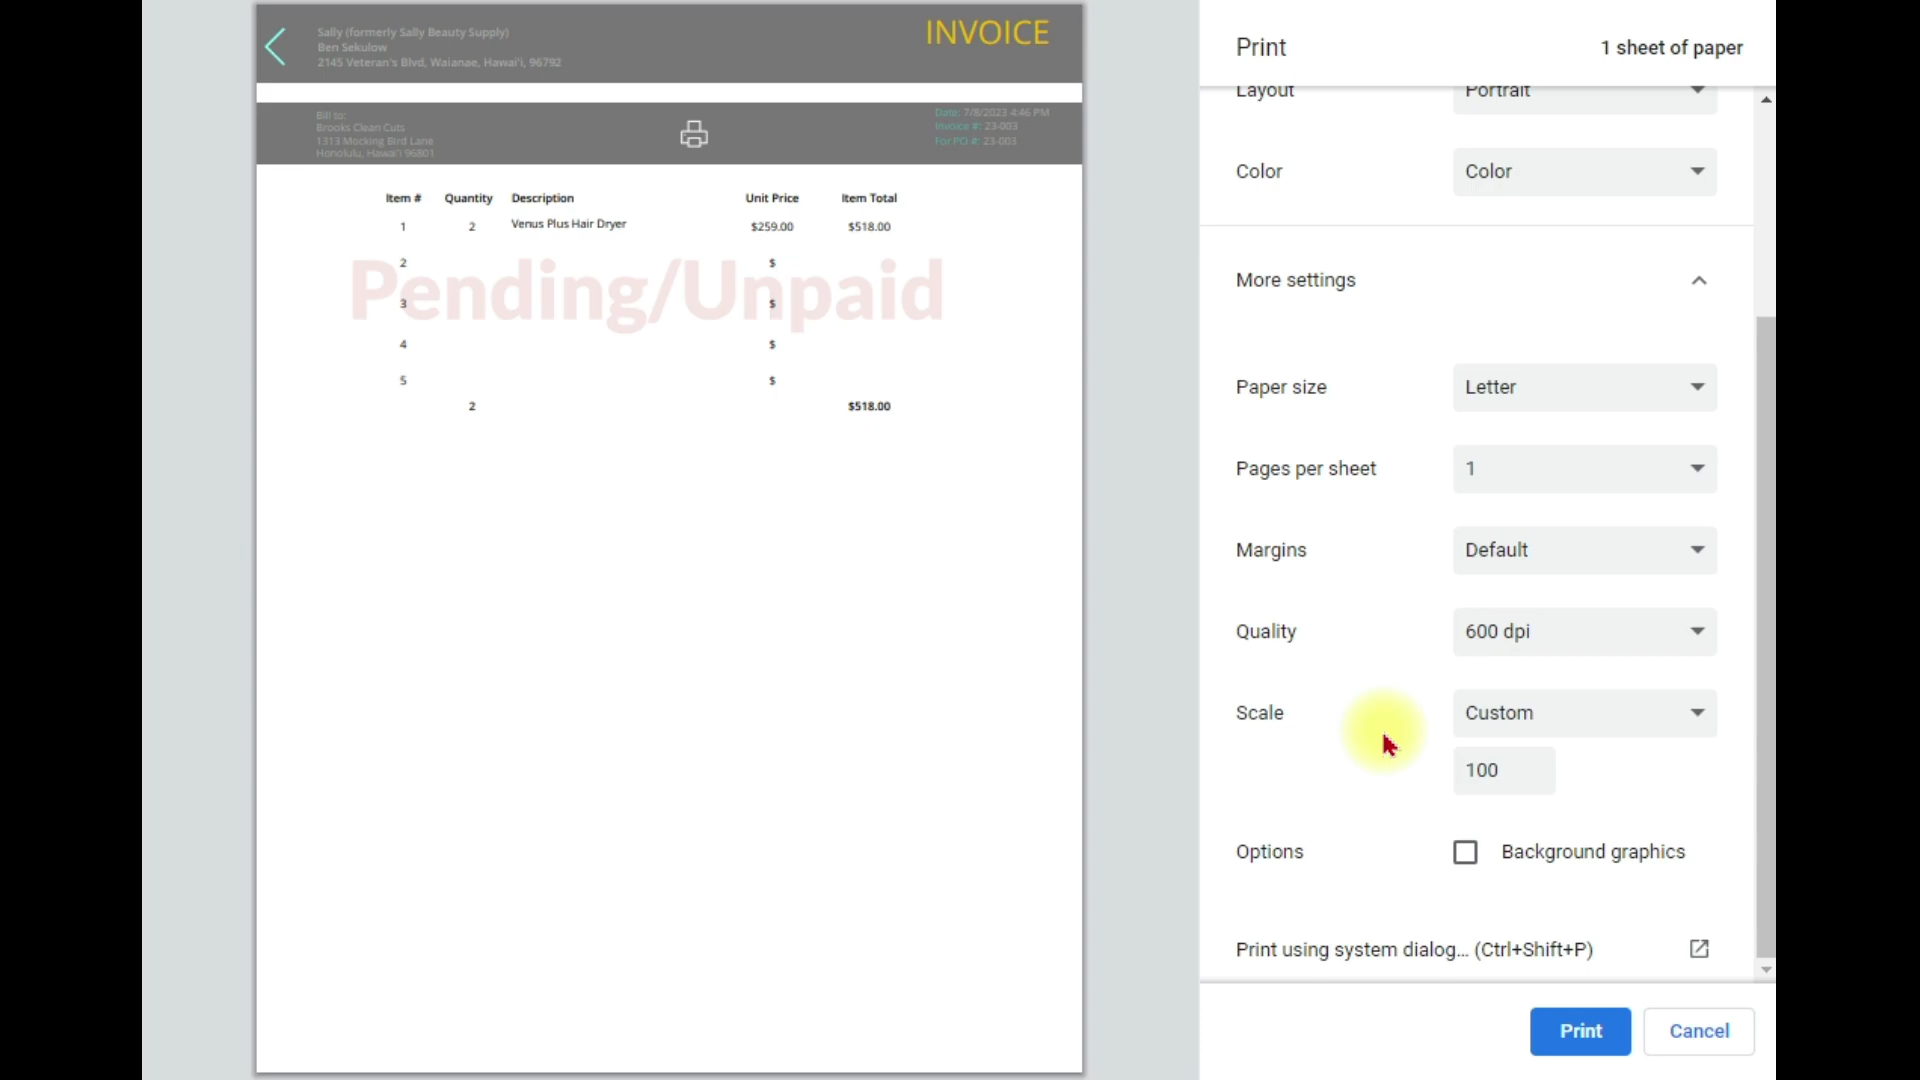 Sally (formerly Sally Beauty Supply)
Ben Sekulow
2145 Veteran's Blvd, Waianae, Hawai'i, 96792
INVOICE
Bill to:
Brooks Clean Cuts
1313 Mocking Bird Lane
Honolulu, Hawai'i 96801
Date: 7/8/2023 4:46 PM
Invoice #: 23-003
For PO #: 23-003
Item # Quantity Description Unit Price Item Total
1 2 Venus Plus Hair Dryer $259.00 $518.00
2 $
Pending/Unpaid
3 $
4 $
5 $
2 $518.00
Print 1 sheet of paper
Layout Portrait
Color Color
More settings
Paper size Letter
Pages per sheet 1
Margins Default
Quality 600 dpi
Scale Custom
100
Options Background graphics
Print using system dialog... (Ctrl+Shift+P)
Print Cancel